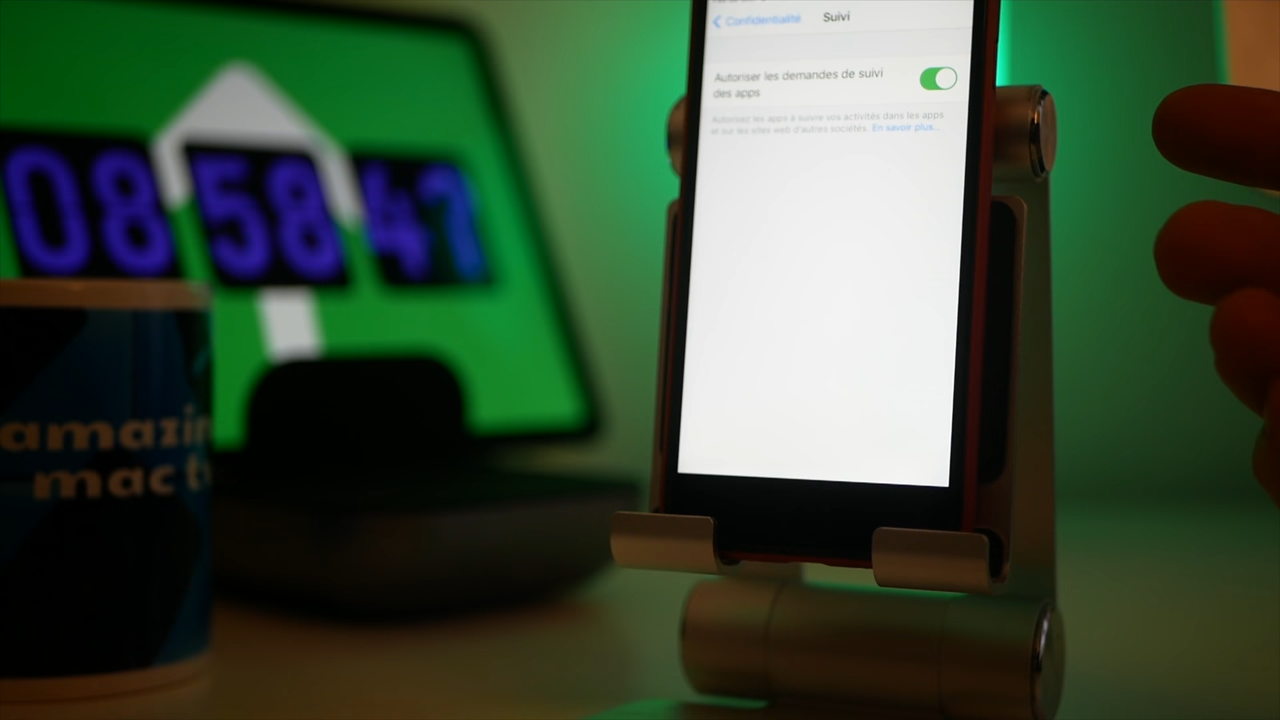 Confidentialité
Suivi
Autoriser les demandes de suivi
des apps
Autorisez les apps à suivre vos activités dans les apps
et sur les sites web d'autres sociétés. En savoir plus...
08 58 47
amazin
mac t